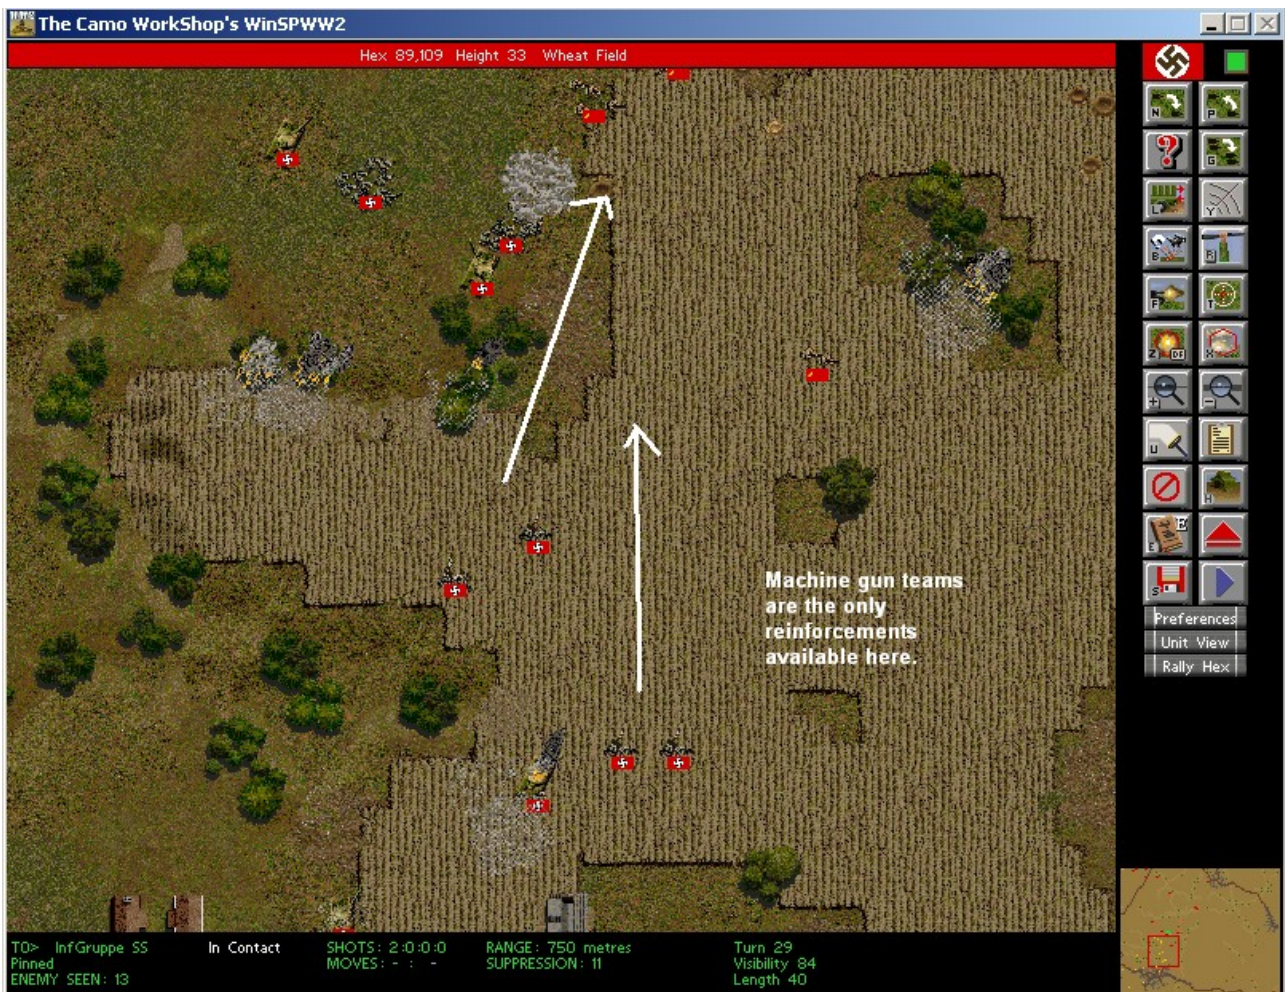 The Camo WorkShop's WinSPWW2
Hex 89,109 Height 33 Wheat Field
N P
G
L Y
B R
F T
Z DF X
+ -
U
H
E E
S
Machine gun teams
are the only
reinforcements
available here.
Preferences
Unit View
Rally Hex
T0> InfGruppe SS In Contact SHOTS: 2:0:0:0 RANGE: 750 metres Turn 29
Pinned MOVES: - : - SUPPRESSION: 11 Visibility 84
ENEMY SEEN: 13 Length 40